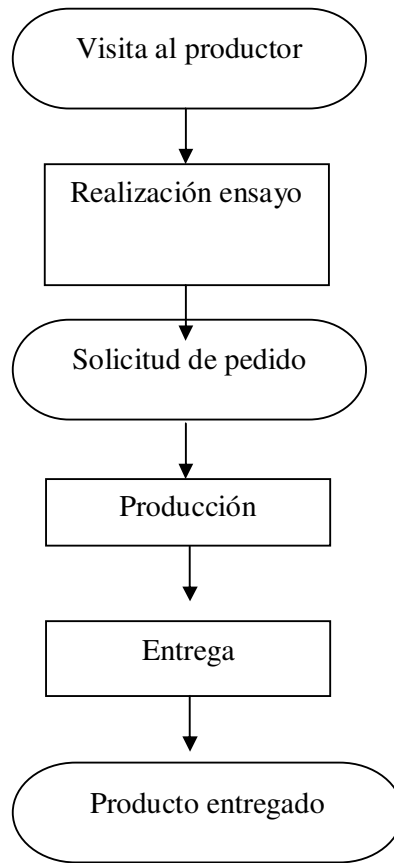 Visita al productor
Realización ensayo
Solicitud de pedido
Producción
Entrega
Producto entregado